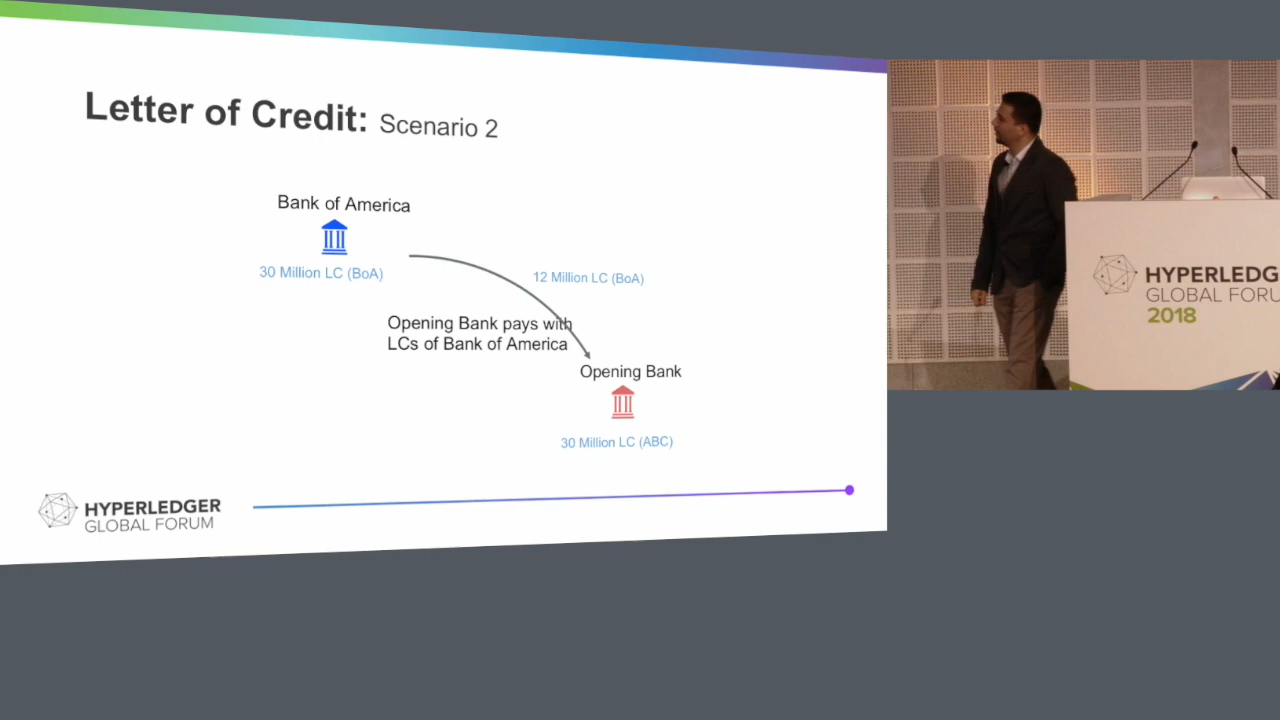 Letter of Credit: Scenario 2
Bank of America
30 Million LC (BoA)
12 Million LC (BoA)
Opening Bank pays with
LCs of Bank of America
Opening Bank
30 Million LC (ABC)
HYPERLEDGER
GLOBAL FORUM
HYPERLEDG
GLOBAL FORU
2018